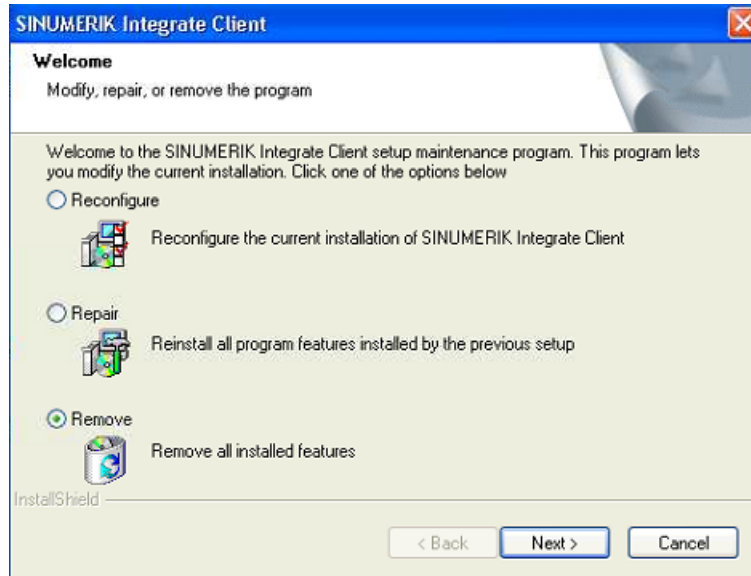 SINUMERIK Integrate Client
Welcome
Modify, repair, or remove the program
Welcome to the SINUMERIK Integrate Client setup maintenance program. This program lets
you modify the current installation. Click one of the options below
Reconfigure
Reconfigure the current installation of SINUMERIK Integrate Client
Repair
Reinstall all program features installed by the previous setup
Remove
Remove all installed features
InstallShield
< Back Next > Cancel